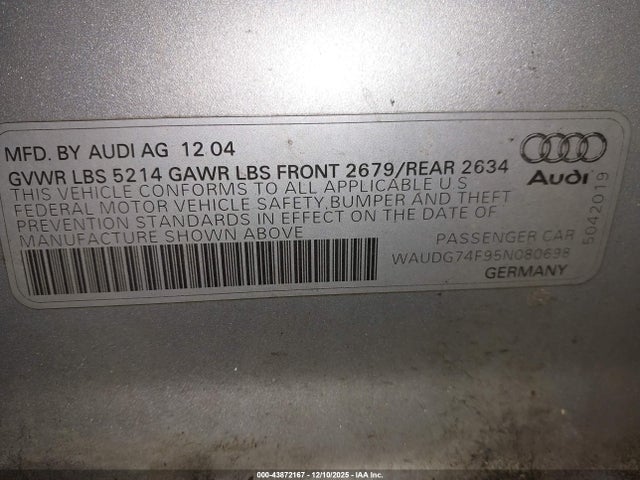 MFD. BY AUDI AG 12.04
GVWR LBS 5214 GAWR LBS FRONT 2679/REAR 2634
THIS VEHICLE CONFORMS TO ALL APPLICABLE U S
FEDERAL MOTOR VEHICLE SAFETY, BUMPER AND THEFT
PREVENTION STANDARDS IN EFFECT ON THE DATE OF
MANUFACTURE SHOWN ABOVE
Audi
PASSENGER CAR
WAUDG74F95N080698
GERMANY
5042019
000-43872167 - 12/10/2025 - IAA Inc.